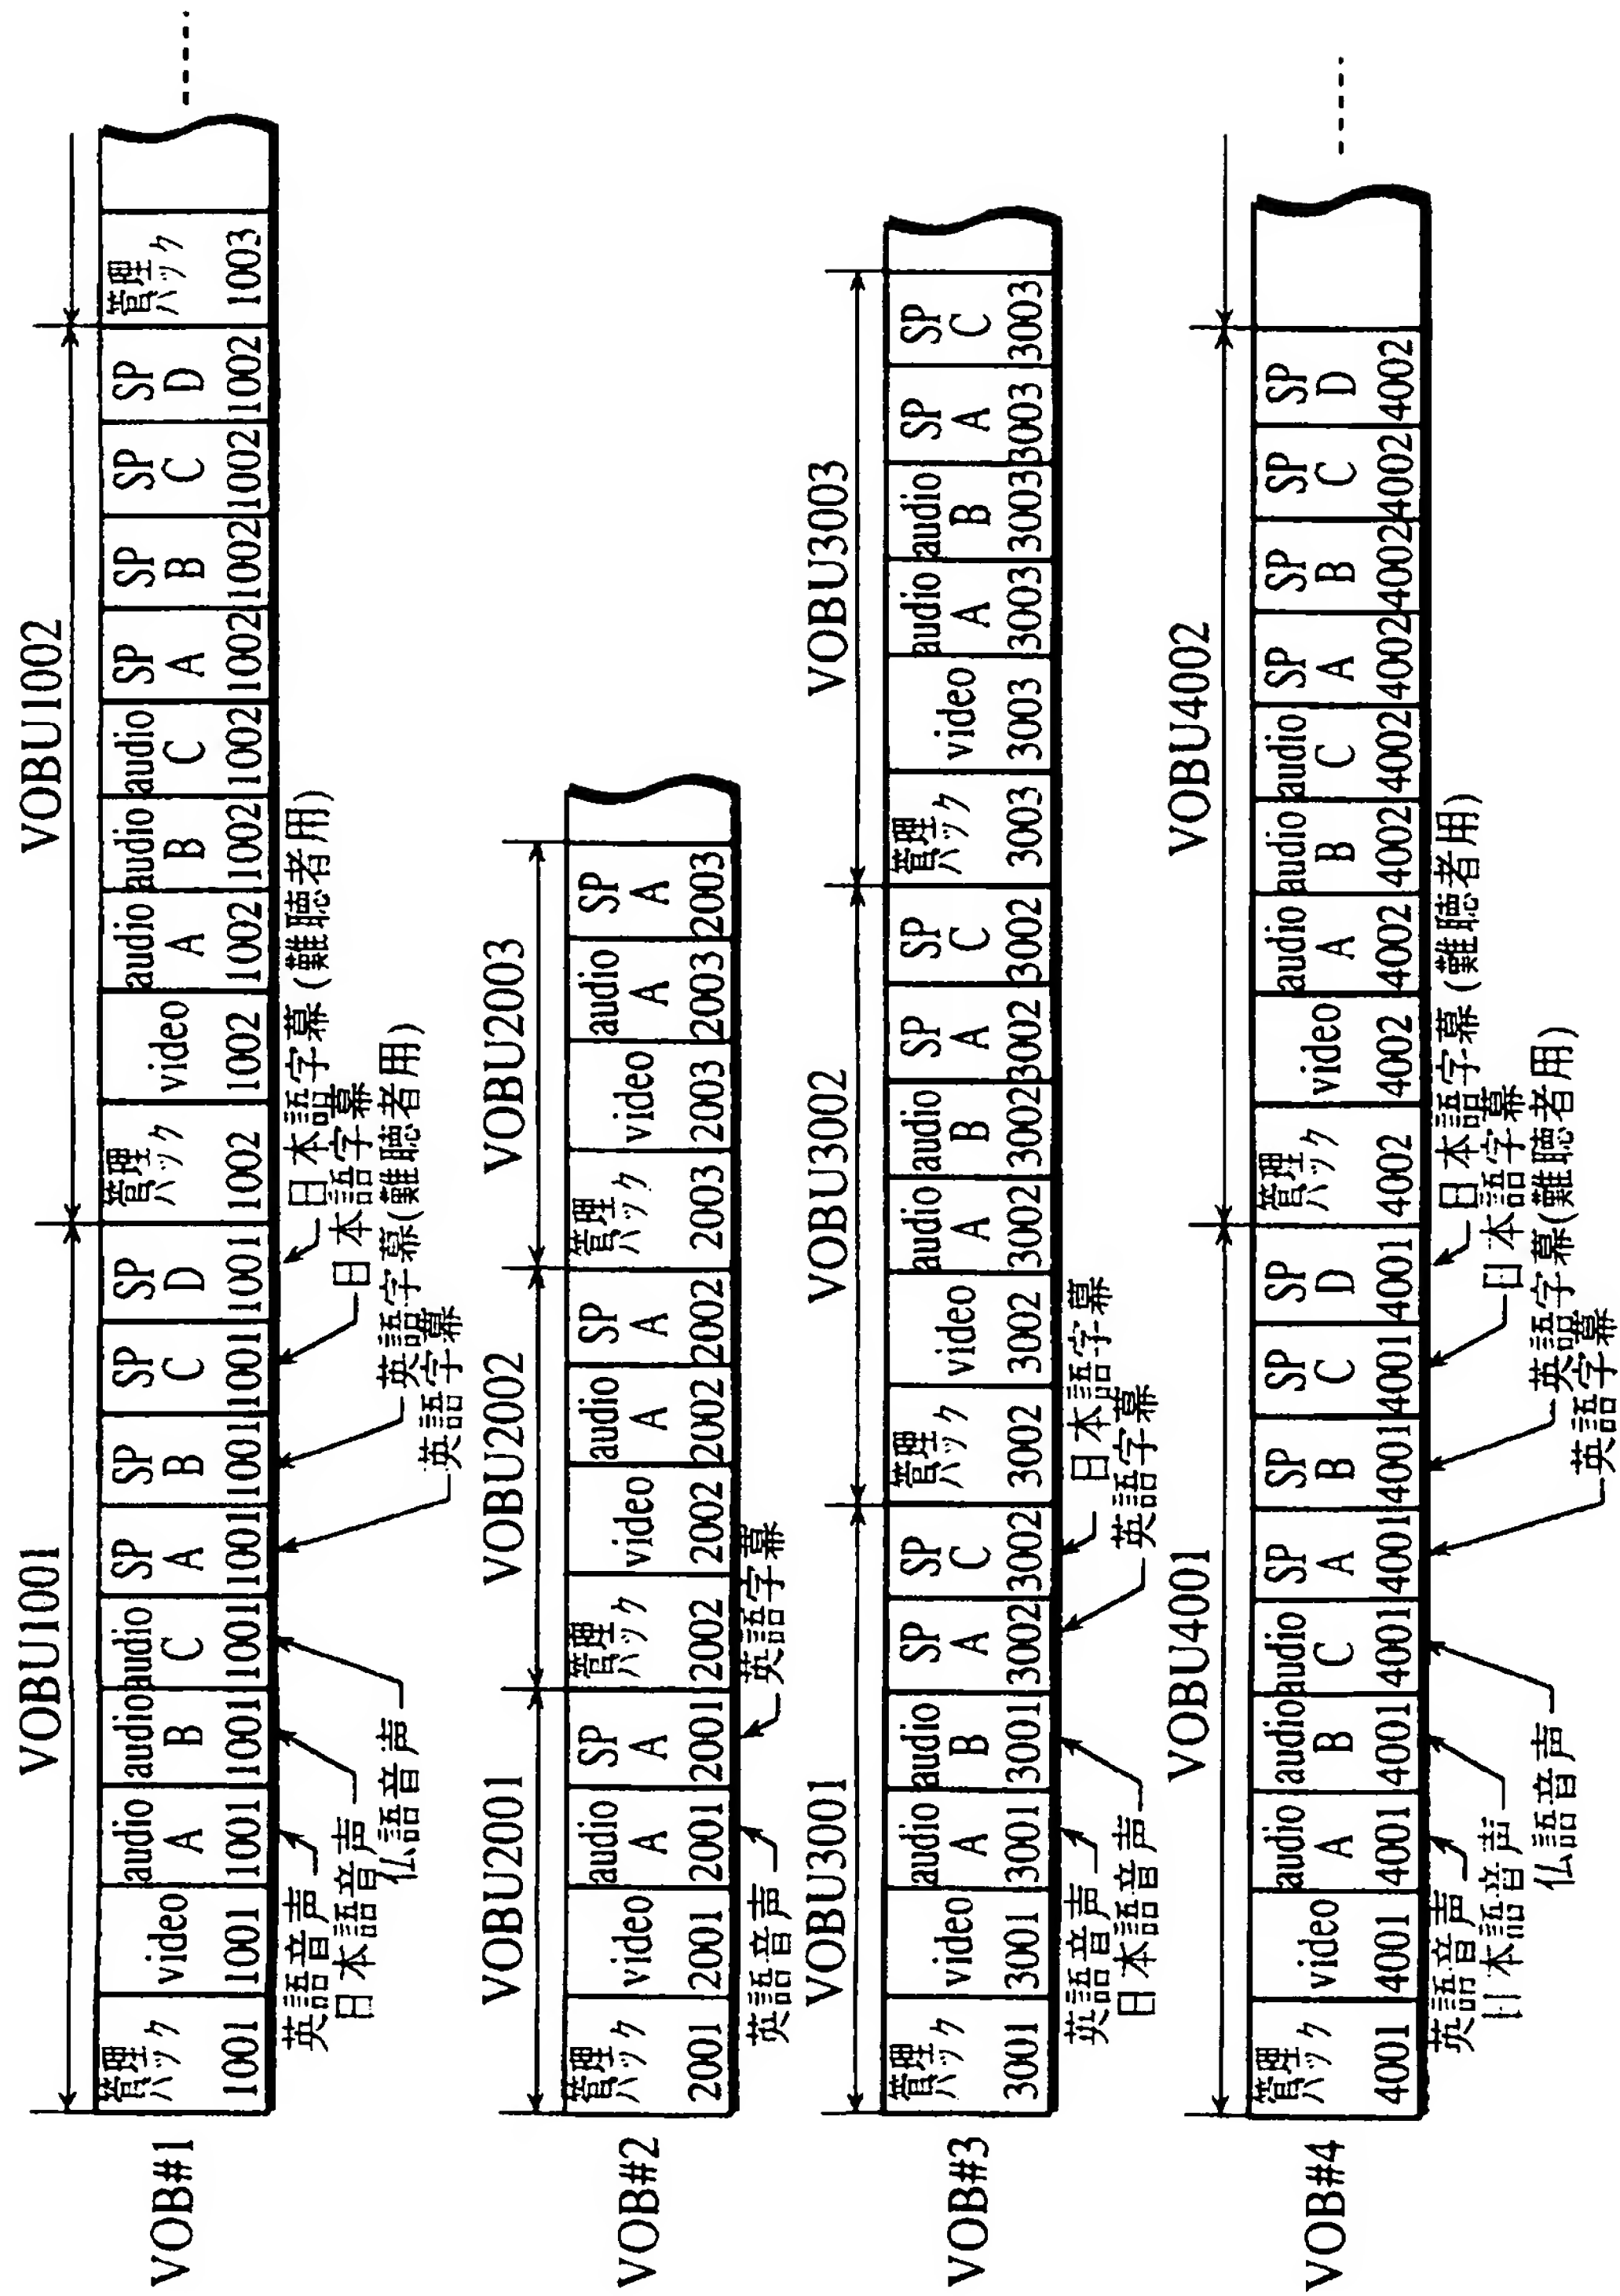 VOB#1
VOBU1001
VOBU1002
管理パック 1001
video 1001
audio A 1001
audio B 1001
audio C 1001
SP A 1001
SP B 1001
SP C 1001
SP D 1001
管理パック 1002
video 1002
audio A 1002
audio B 1002
audio C 1002
SP A 1002
SP B 1002
SP C 1002
SP D 1002
管理パック 1003
英語音声
日本語音声
仏語音声
英語字幕
英語字幕(難聴者用)
日本語字幕
日本語字幕(難聴者用)
VOB#2
VOBU2001
VOBU2002
VOBU2003
管理パック 2001
video 2001
audio A 2001
SP A 2001
管理パック 2002
video 2002
audio A 2002
SP A 2002
管理パック 2003
video 2003
audio A 2003
SP A 2003
英語音声
英語字幕
VOB#3
VOBU3001
VOBU3002
VOBU3003
管理パック 3001
video 3001
audio A 3001
audio B 3001
SP A 3002
SP C 3002
管理パック 3002
video 3002
audio A 3002
audio B 3002
SP A 3002
SP C 3002
管理パック 3003
video 3003
audio A 3003
audio B 3003
SP A 3003
SP C 3003
英語音声
日本語音声
英語字幕
日本語字幕
VOB#4
VOBU4001
VOBU4002
管理パック 4001
video 4001
audio A 4001
audio B 4001
audio C 4001
SP A 4001
SP B 4001
SP C 4001
SP D 4001
管理パック 4002
video 4002
audio A 4002
audio B 4002
audio C 4002
SP A 4002
SP B 4002
SP C 4002
SP D 4002
英語音声
日本語音声
仏語音声
英語字幕
英語字幕(難聴者用)
日本語字幕
日本語字幕(難聴者用)